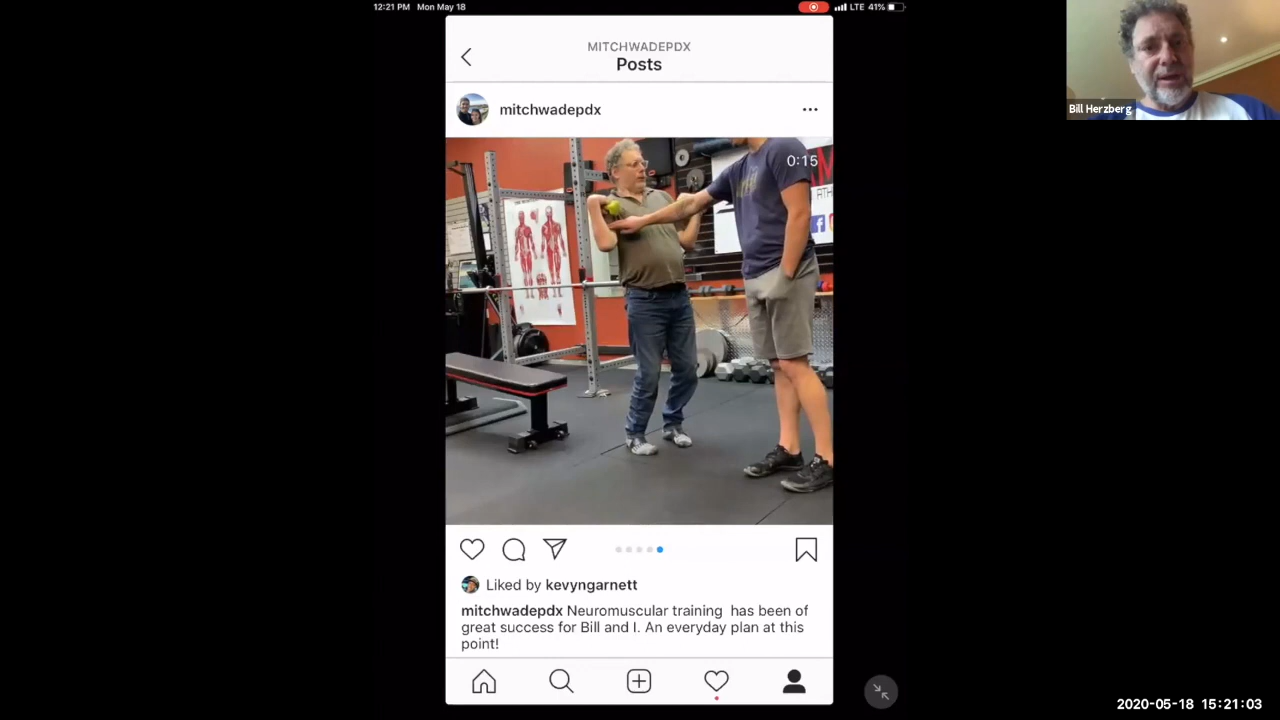 12:21 PM Mon May 18
LTE 41%
MITCHWADEPDX
Posts
mitchwadepdx
0:15
Liked by kevyngarnett
mitchwadepdx Neuromuscular training has been of
great success for Bill and I. An everyday plan at this
point!
Bill Herzberg
2020-05-18 15:21:03